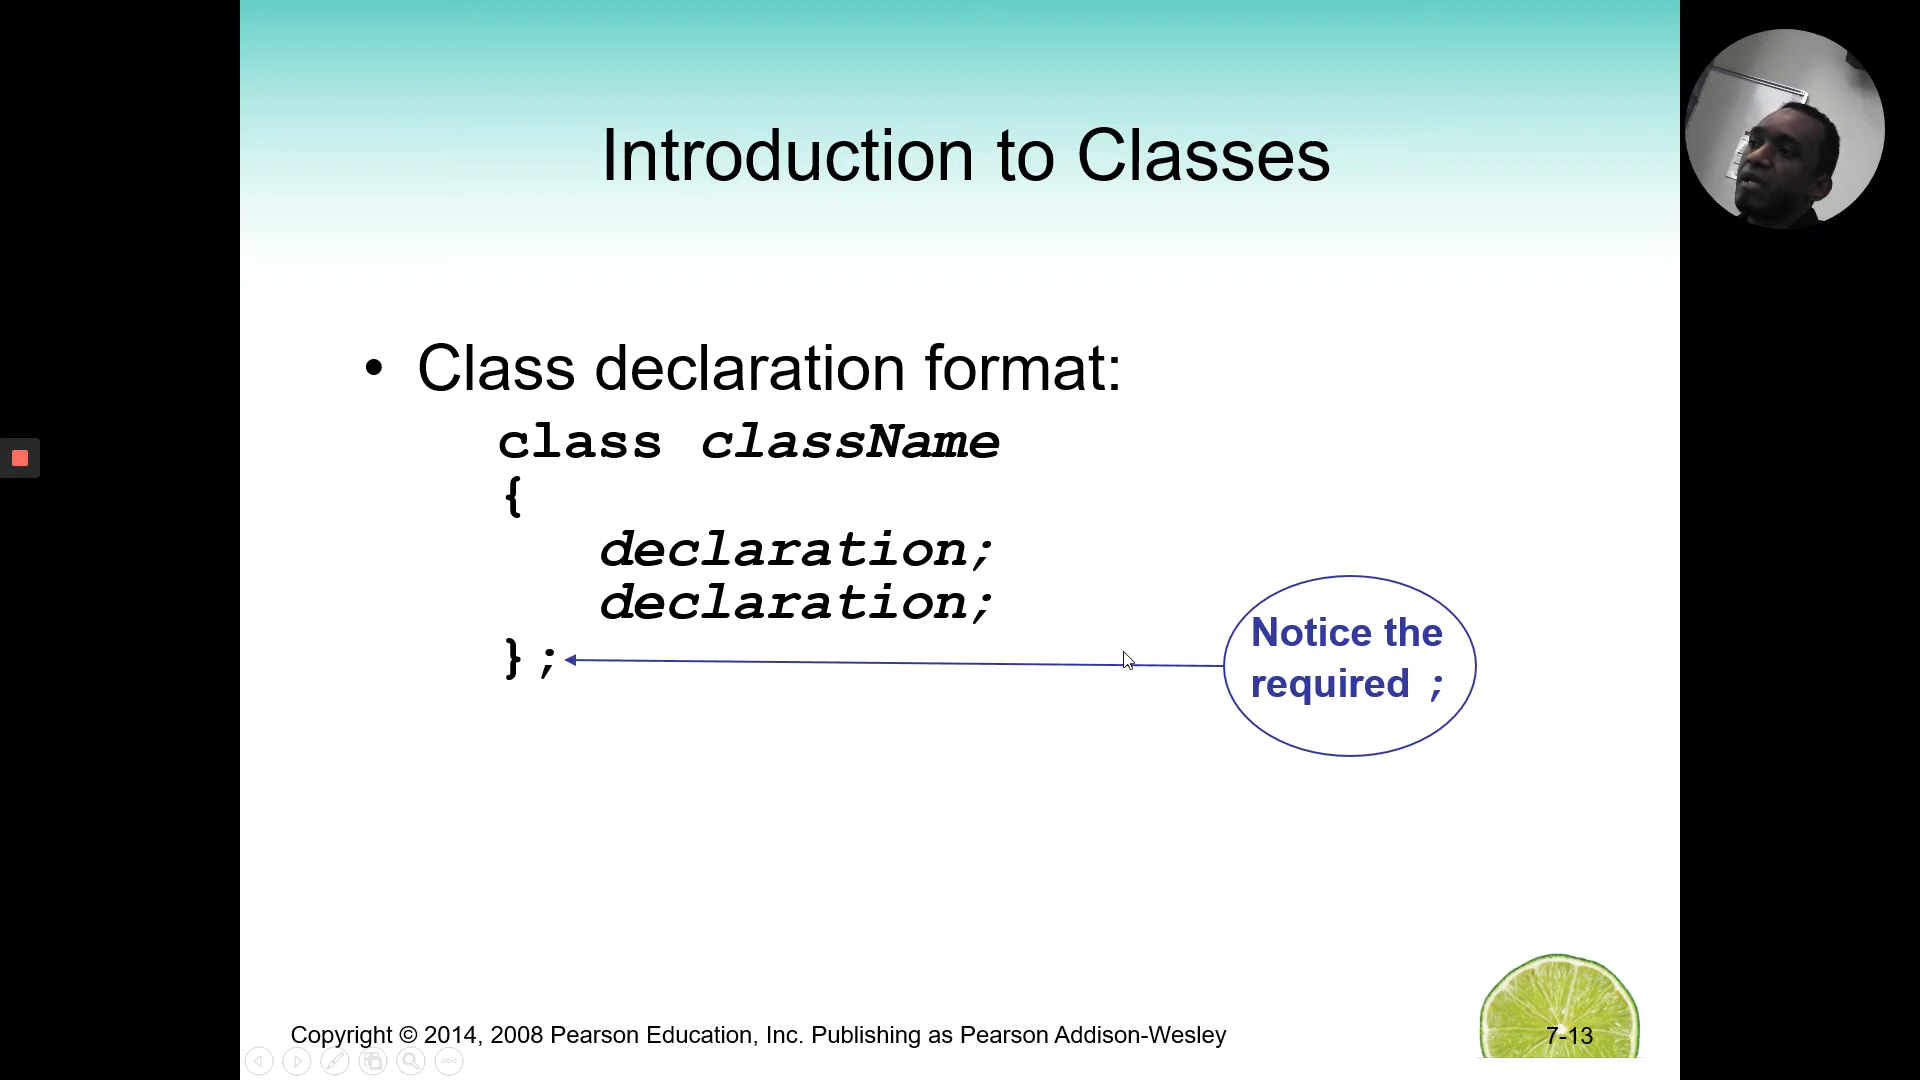 Introduction to Classes
• Class declaration format:
class className
{
declaration;
declaration;
};
Notice the
required ;
Copyright © 2014, 2008 Pearson Education, Inc. Publishing as Pearson Addison-Wesley
7-13